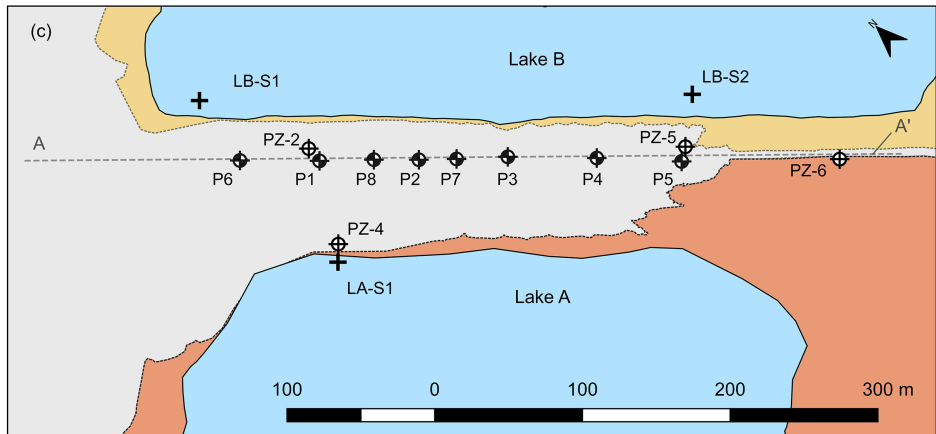 (c)
N
Lake B
LB-S1
LB-S2
A
A'
PZ-2
PZ-5
P6
P1
P8
P2
P7
P3
P4
P5
PZ-6
PZ-4
LA-S1
Lake A
100
0
100
200
300 m